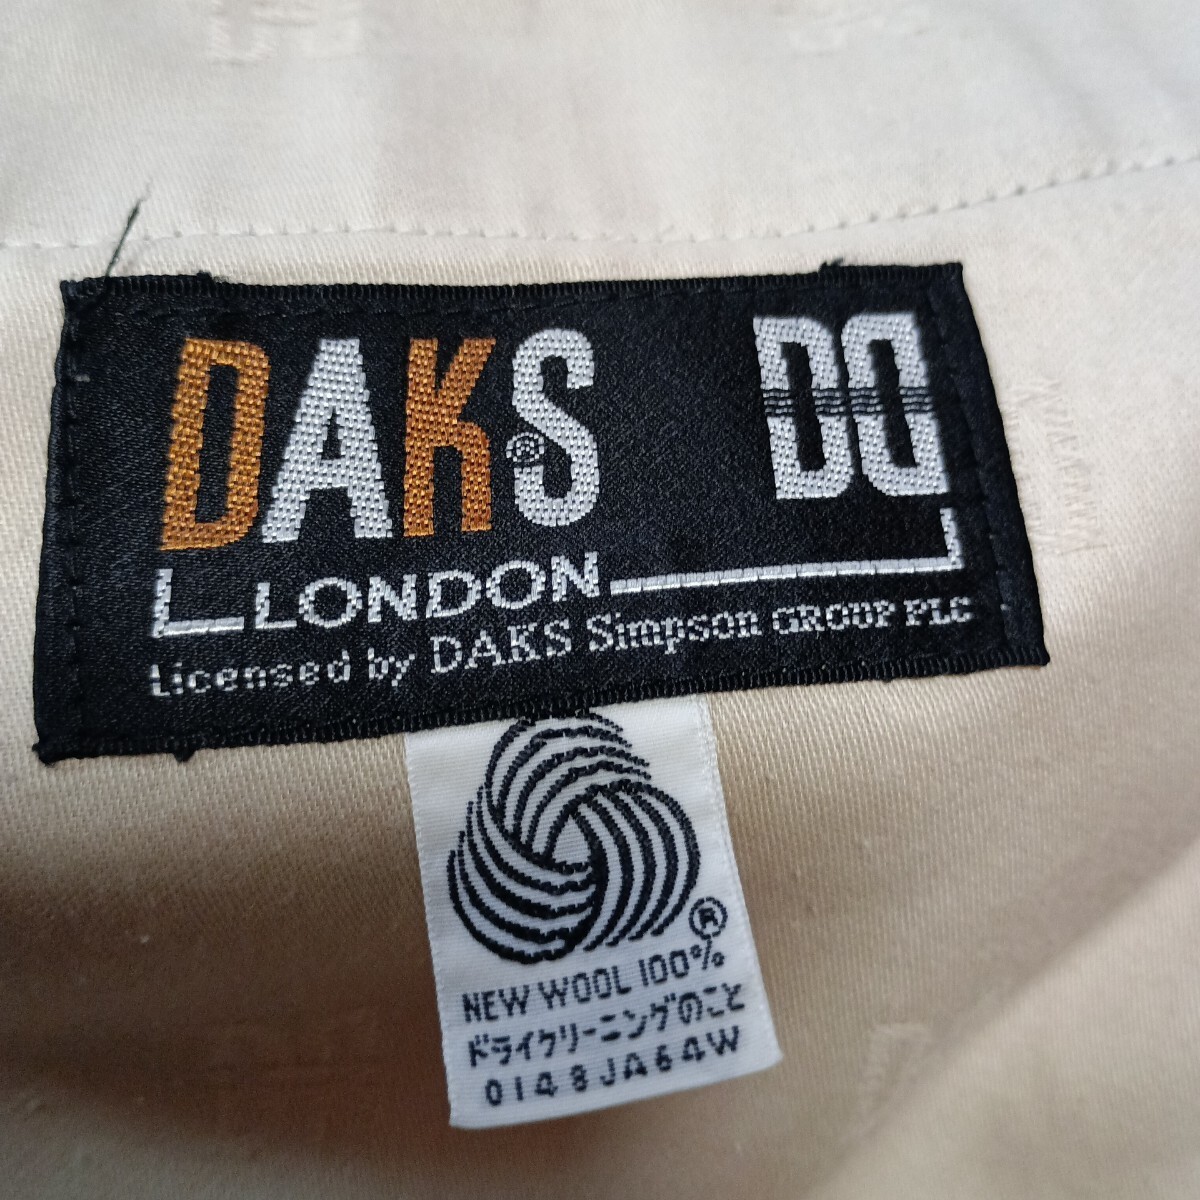 DAKS® DD
LONDON
Licensed by DAKS Simpson GROUP PLC
®
NEW WOOL 100%
ドライクリーニングのこと
0148JA64W